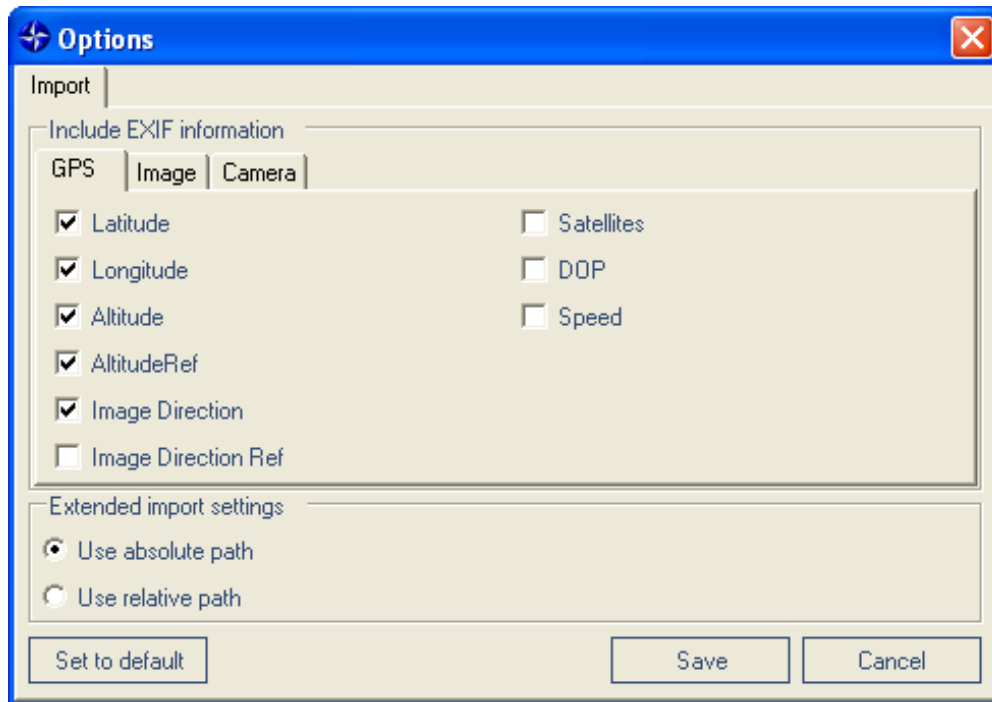 Options
Import
Include EXIF information
GPS Image Camera
Latitude
Longitude
Altitude
AltitudeRef
Image Direction
Image Direction Ref
Satellites
DOP
Speed
Extended import settings
Use absolute path
Use relative path
Set to default Save Cancel